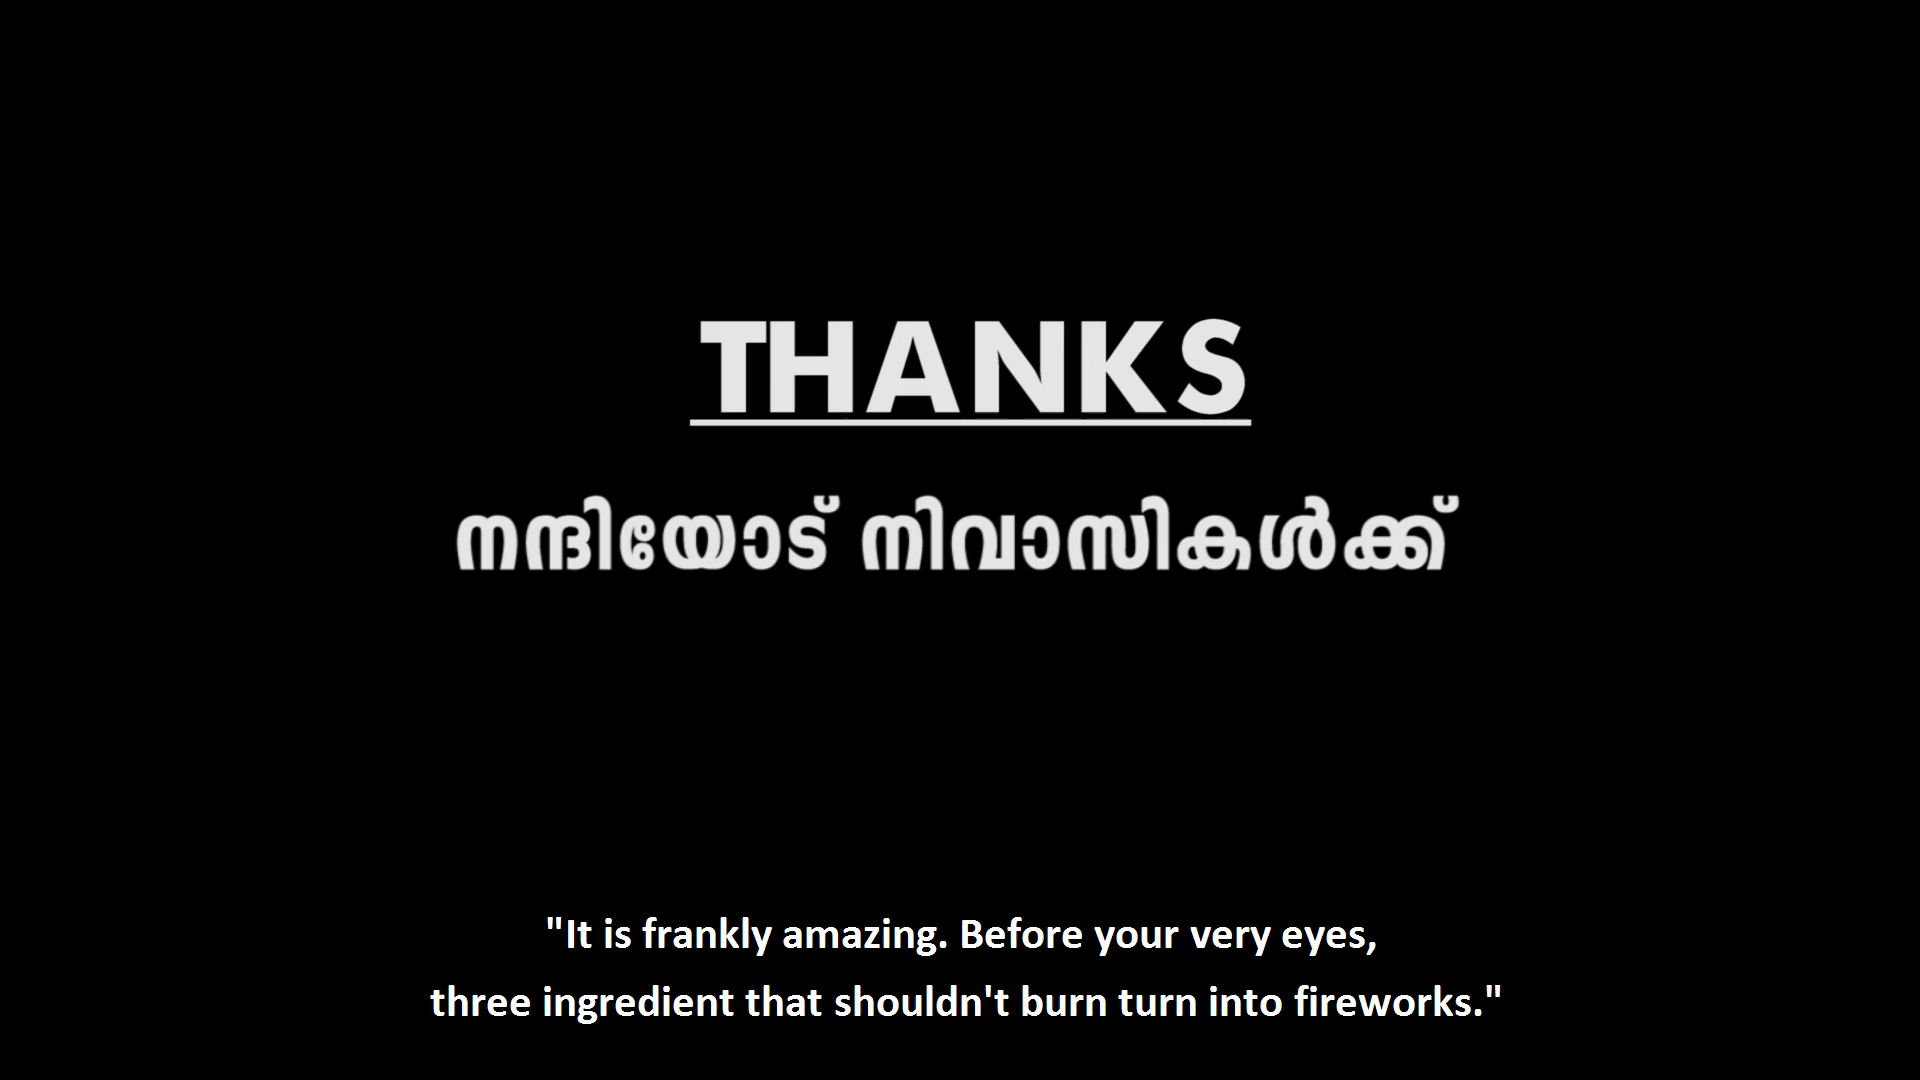 THANKS
നന്ദിയോട് നിവാസികൾക്ക്
"It is frankly amazing. Before your very eyes,
three ingredient that shouldn't burn turn into fireworks."